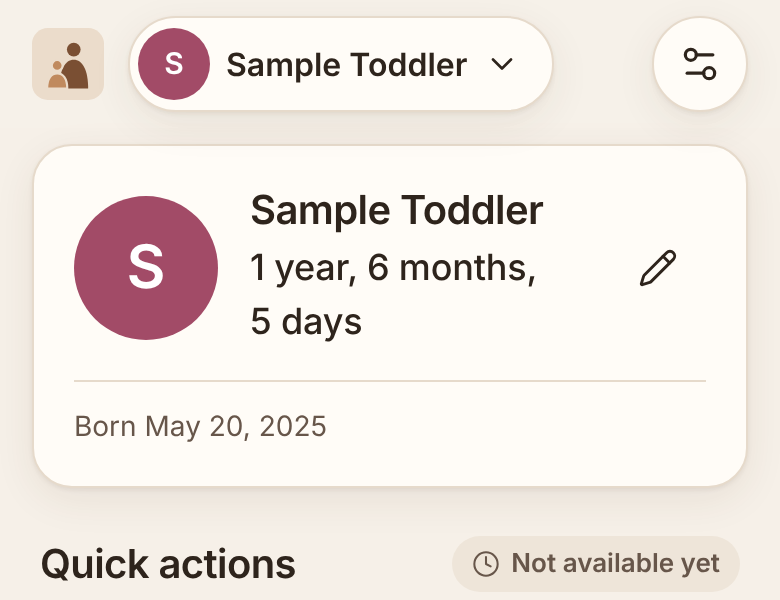 S Sample Toddler
S
Sample Toddler
1 year, 6 months,
5 days
Born May 20, 2025
Quick actions
Not available yet